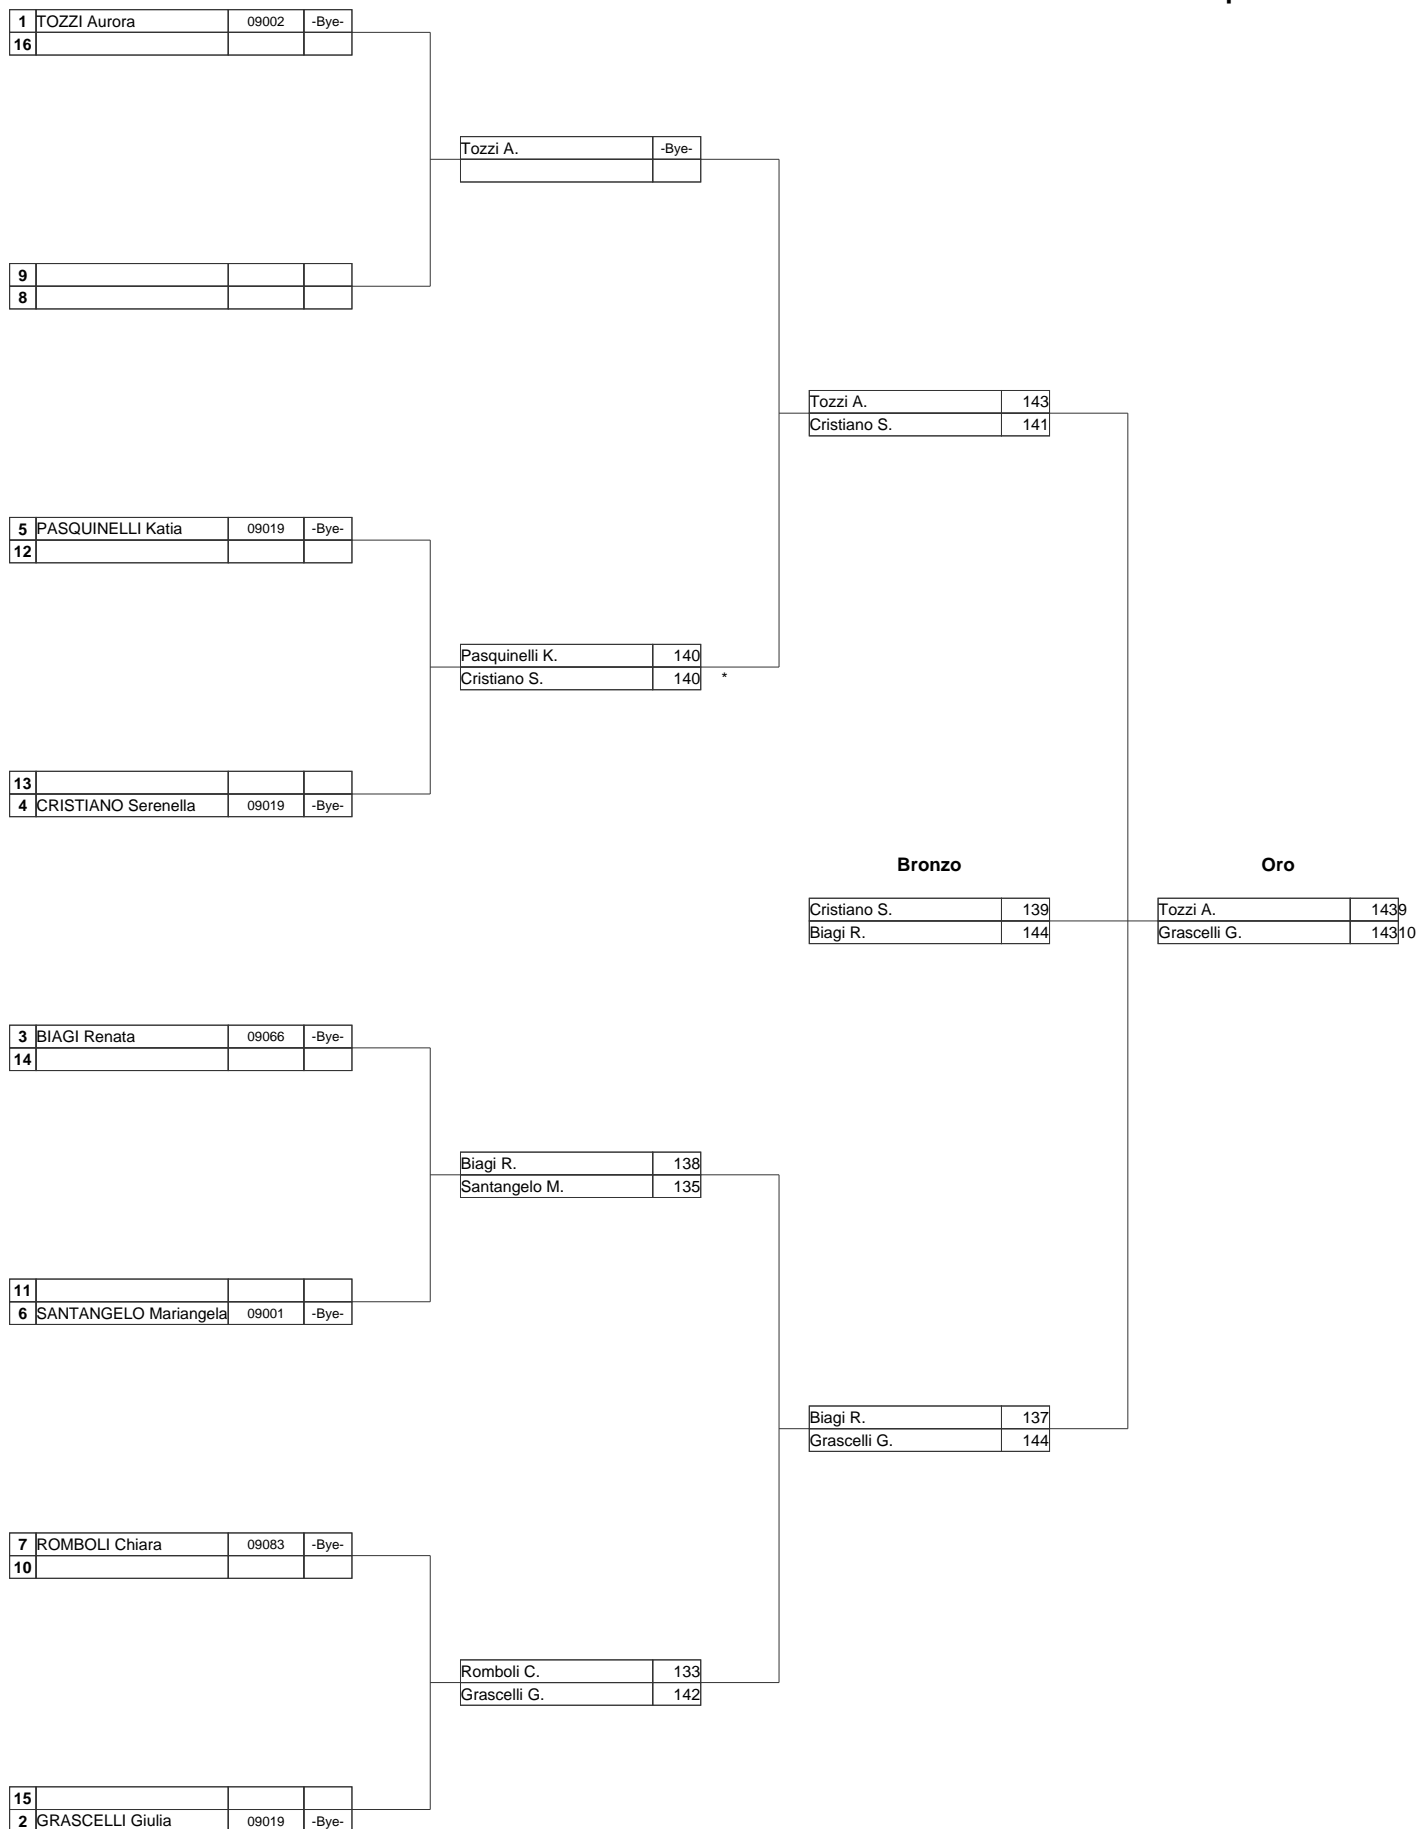 1 TOZZI Aurora 09002 -Bye-
16
Tozzi A. -Bye-
9
8
Tozzi A. 143
Cristiano S. 141
5 PASQUINELLI Katia 09019 -Bye-
12
Pasquinelli K. 140
Cristiano S. 140 *
13
4 CRISTIANO Serenella 09019 -Bye-
Bronzo Oro
Cristiano S. 139 Tozzi A. 143 9
Biagi R. 144 Grascelli G. 143 10
3 BIAGI Renata 09066 -Bye-
14
Biagi R. 138
Santangelo M. 135
11
6 SANTANGELO Mariangela 09001 -Bye-
Biagi R. 137
Grascelli G. 144
7 ROMBOLI Chiara 09083 -Bye-
10
Romboli C. 133
Grascelli G. 142
15
2 GRASCELLI Giulia 09019 -Bye-